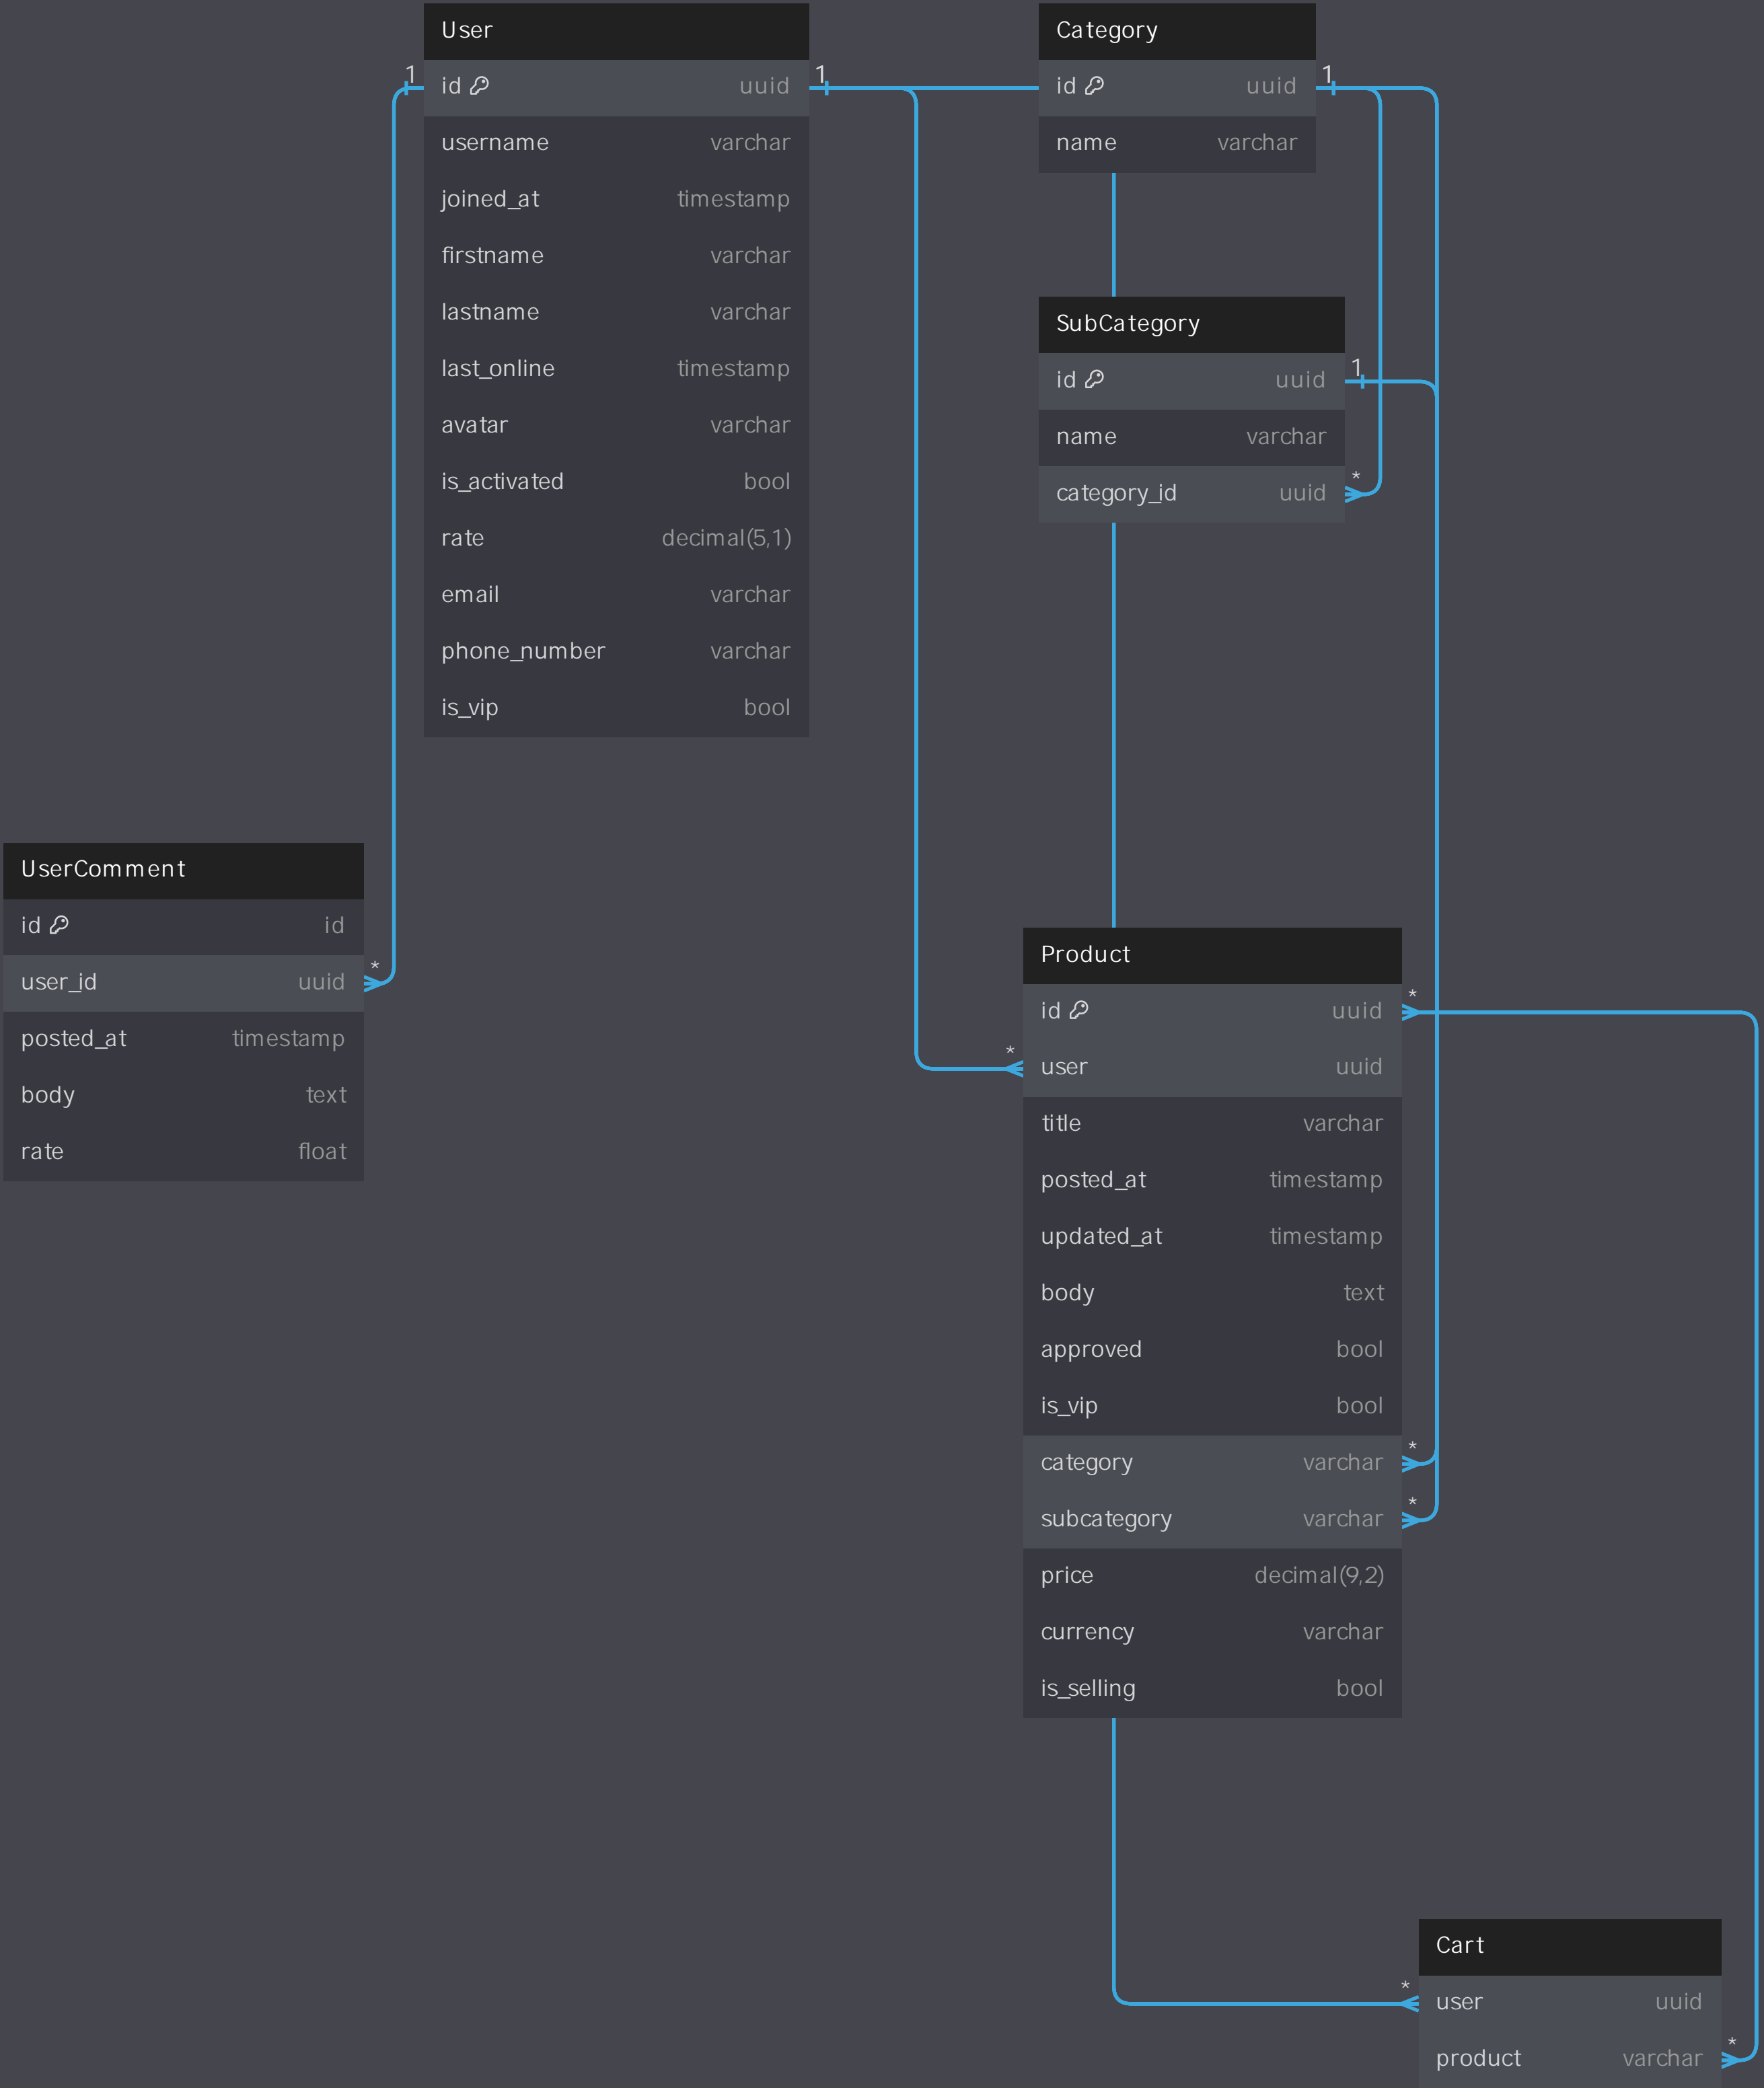 User
1
id uuid
1
username varchar
joined_at timestamp
firstname varchar
lastname varchar
last_online timestamp
avatar varchar
is_activated bool
rate decimal(5,1)
email varchar
phone_number varchar
is_vip bool
Category
id uuid
1
name varchar
SubCategory
id uuid
1
name varchar
category_id uuid
*
UserComment
id id
user_id uuid
*
posted_at timestamp
body text
rate float
Product
id uuid
*
*
user uuid
title varchar
posted_at timestamp
updated_at timestamp
body text
approved bool
is_vip bool
category varchar
*
subcategory varchar
*
price decimal(9,2)
currency varchar
is_selling bool
Cart
*
user uuid
product varchar
*